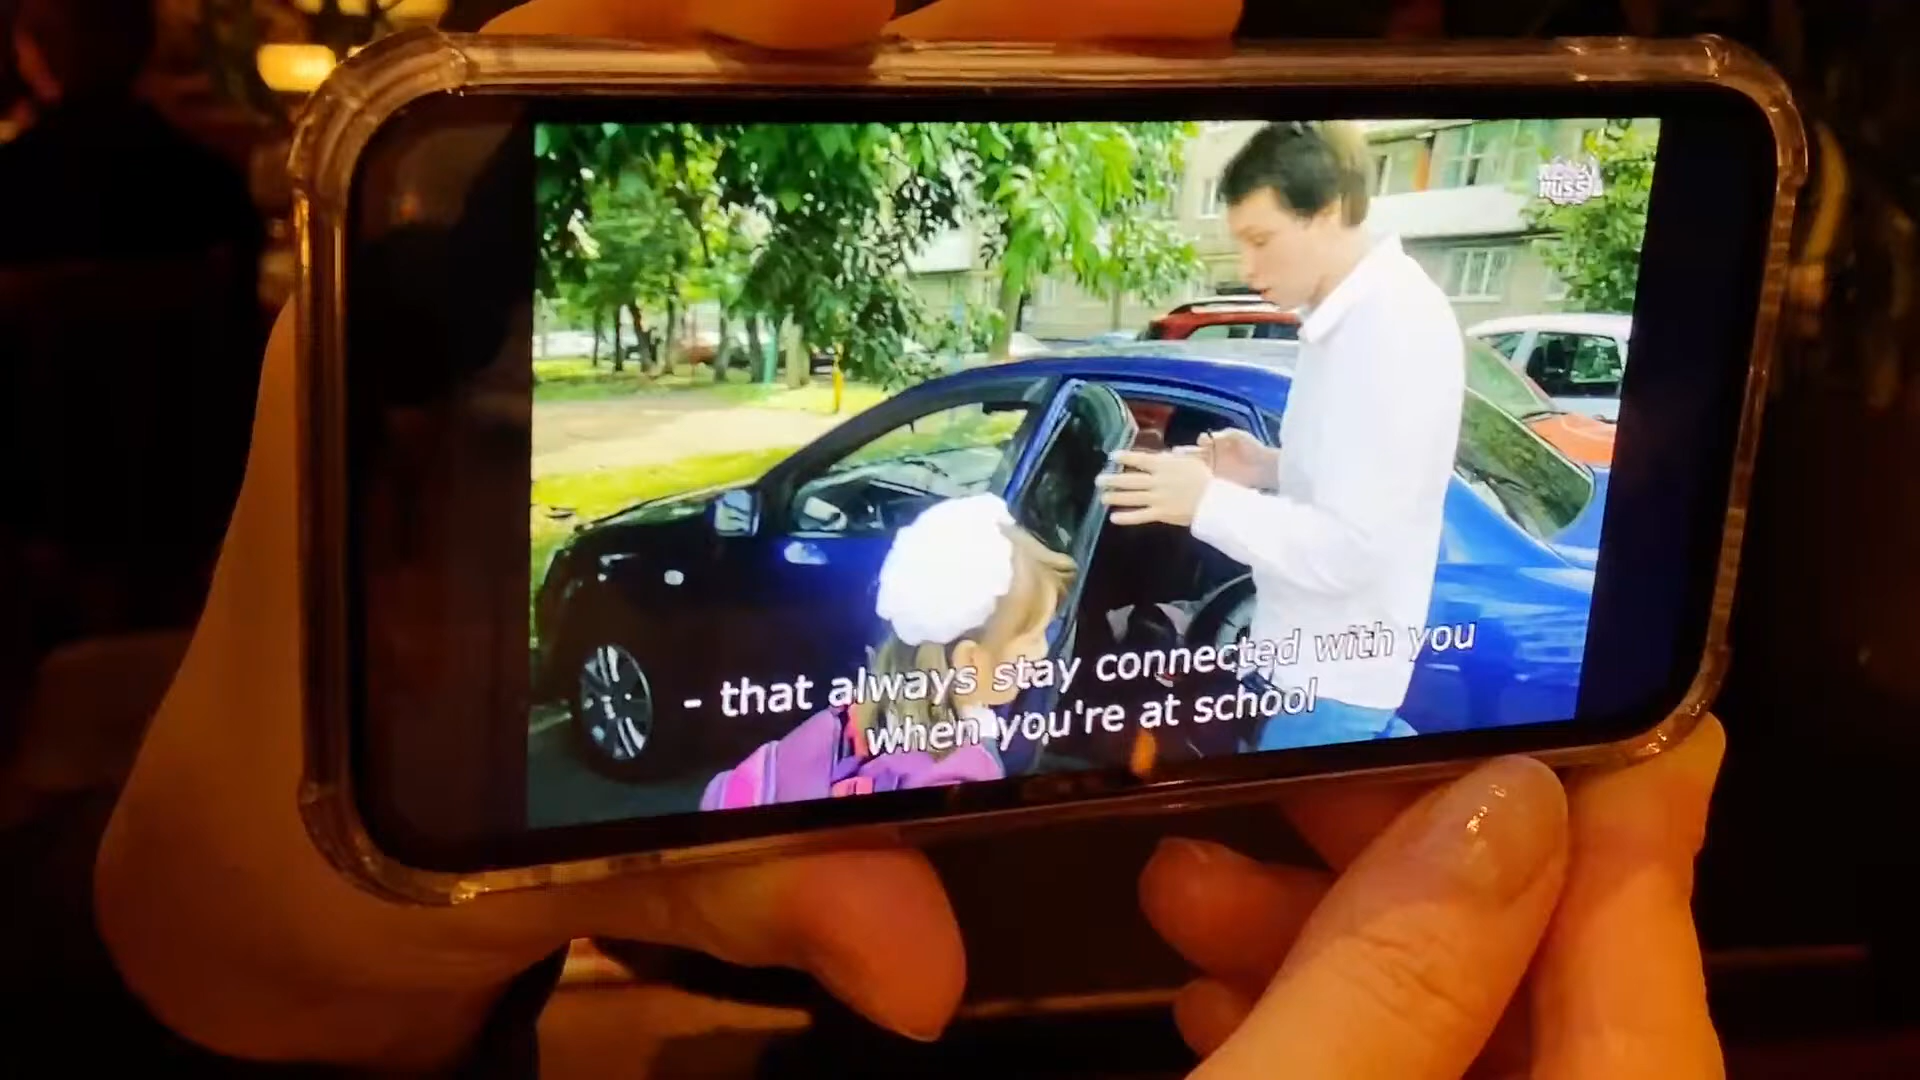 - that always stay connected with you
when you're at school